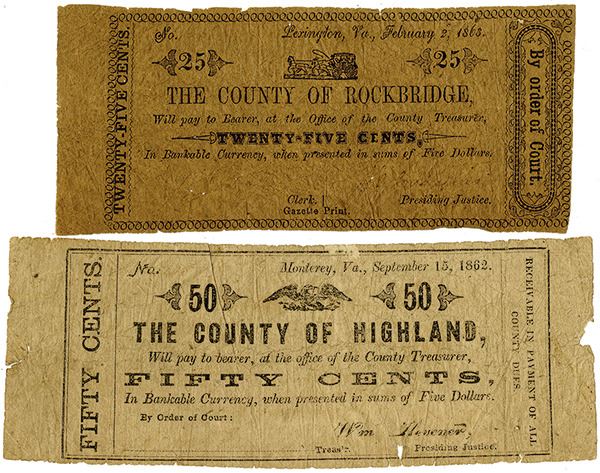 TWENTY-FIVE CENTS.
No.
Lexington, Va., February 2, 1863.
25
25
THE COUNTY OF ROCKBRIDGE,
Will pay to Bearer, at the Office of the County Treasurer,
TWENTY-FIVE CENTS,
In Bankable Currency, when presented in sums of Five Dollars.
Clerk.
Presiding Justice.
Gazette Print.
By order of Court.
FIFTY CENTS.
No.
Monterey, Va., September 15, 1862.
50
50
THE COUNTY OF HIGHLAND,
Will pay to bearer, at the office of the County Treasurer,
FIFTY CENTS,
In Bankable Currency, when presented in sums of Five Dollars.
By Order of Court:
Wm
Treas'r.
Presiding Justice.
RECEIVABLE IN PAYMENT OF ALL
COUNTY DUES.